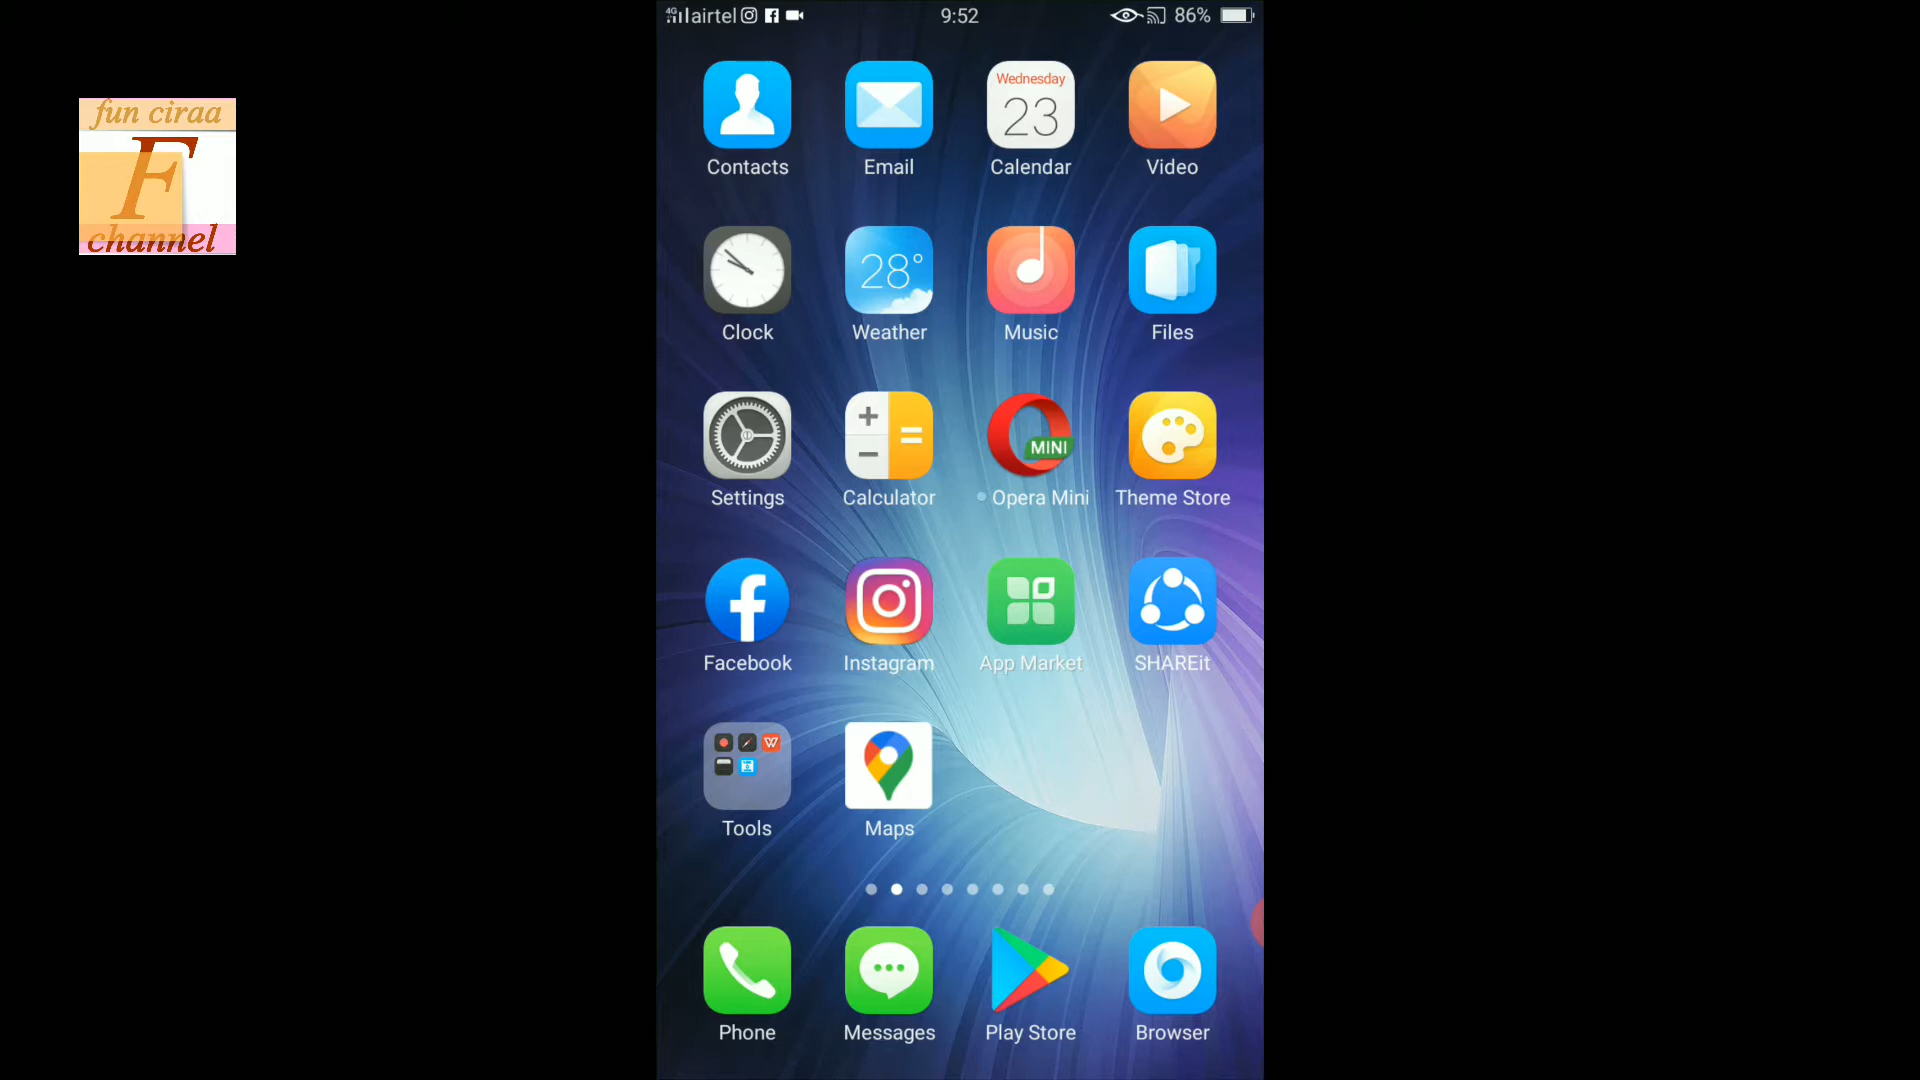 4G airtel 9:52 86%
fun ciraa
F
channel
Wednesday
23
Contacts Email Calendar Video
28°
Clock Weather Music Files
MINI
Settings Calculator Opera Mini Theme Store
Facebook Instagram App Market SHAREit
Tools Maps
Phone Messages Play Store Browser